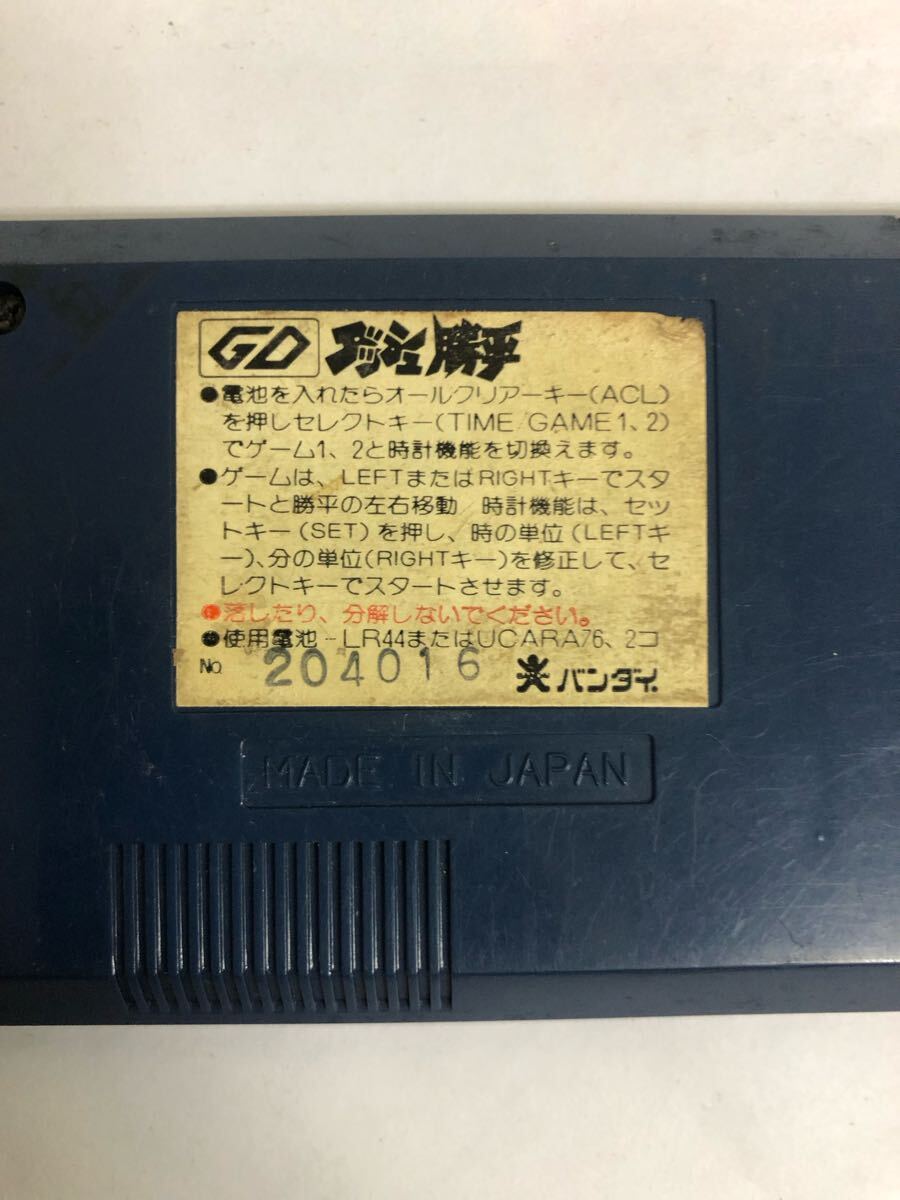 GD ダッシュ勝平
●電池を入れたらオールクリアーキー(ACL)
を押しセレクトキー(TIME/GAME1、2)
でゲーム1、2と時計機能を切換えます。
●ゲームは、LEFTまたはRIGHTキーでスタ
ートと勝平の左右移動/時計機能は、セッ
トキー(SET)を押し、時の単位(LEFTキ
ー)、分の単位(RIGHTキー)を修正して、セ
レクトキーでスタートさせます。
●落したり、分解しないでください。
●使用電池…LR44またはUCARA76、2コ
No. 204016 バンダイ
MADE IN JAPAN